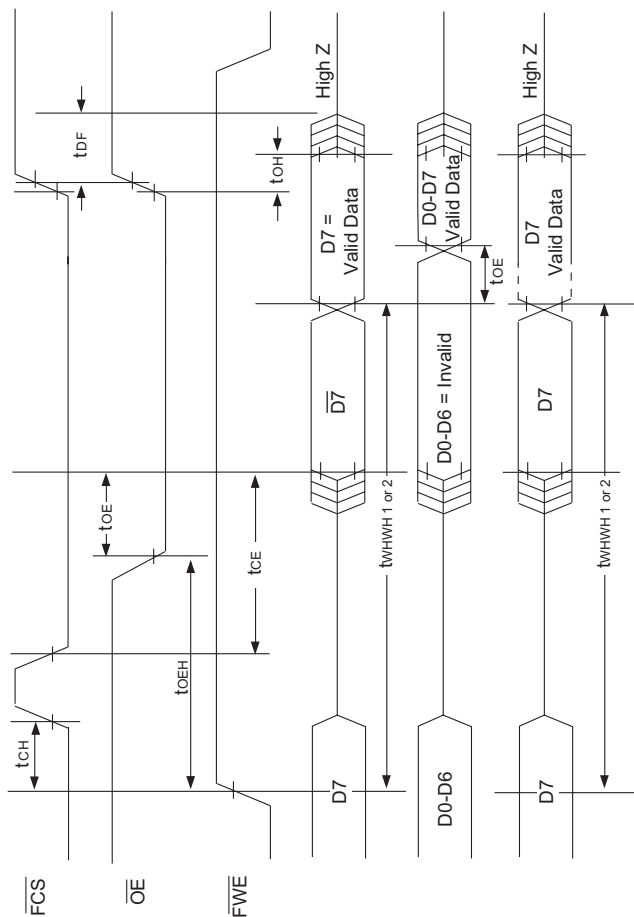 FCS
tCH
tDF
OE
tOEH
tOE
tOH
FWE
tCE
D7
D7
D7 =
Valid Data
High Z
tWHWH 1 or 2
D0-D6
D0-D6 = Invalid
D0-D7
Valid Data
tOE
D7
D7
D7
Valid Data
High Z
tWHWH 1 or 2